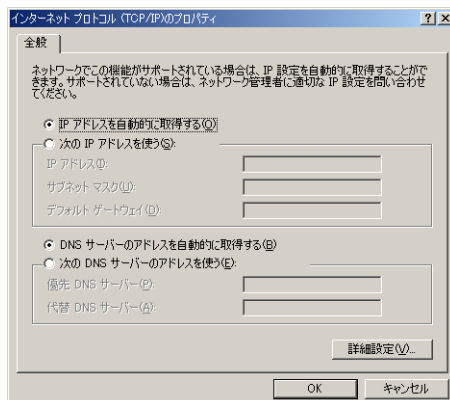 インターネット プロトコル (TCP/IP)のプロパティ
全般
ネットワークでこの機能がサポートされている場合は、IP 設定を自動的に取得することがで
きます。サポートされていない場合は、ネットワーク管理者に適切な IP 設定を問い合わせ
てください。
IP アドレスを自動的に取得する(O)
次の IP アドレスを使う(S):
IP アドレス(I):
サブネット マスク(U):
デフォルト ゲートウェイ(D):
DNS サーバーのアドレスを自動的に取得する(B)
次の DNS サーバーのアドレスを使う(E):
優先 DNS サーバー(P):
代替 DNS サーバー(A):
詳細設定(V)...
OK
キャンセル